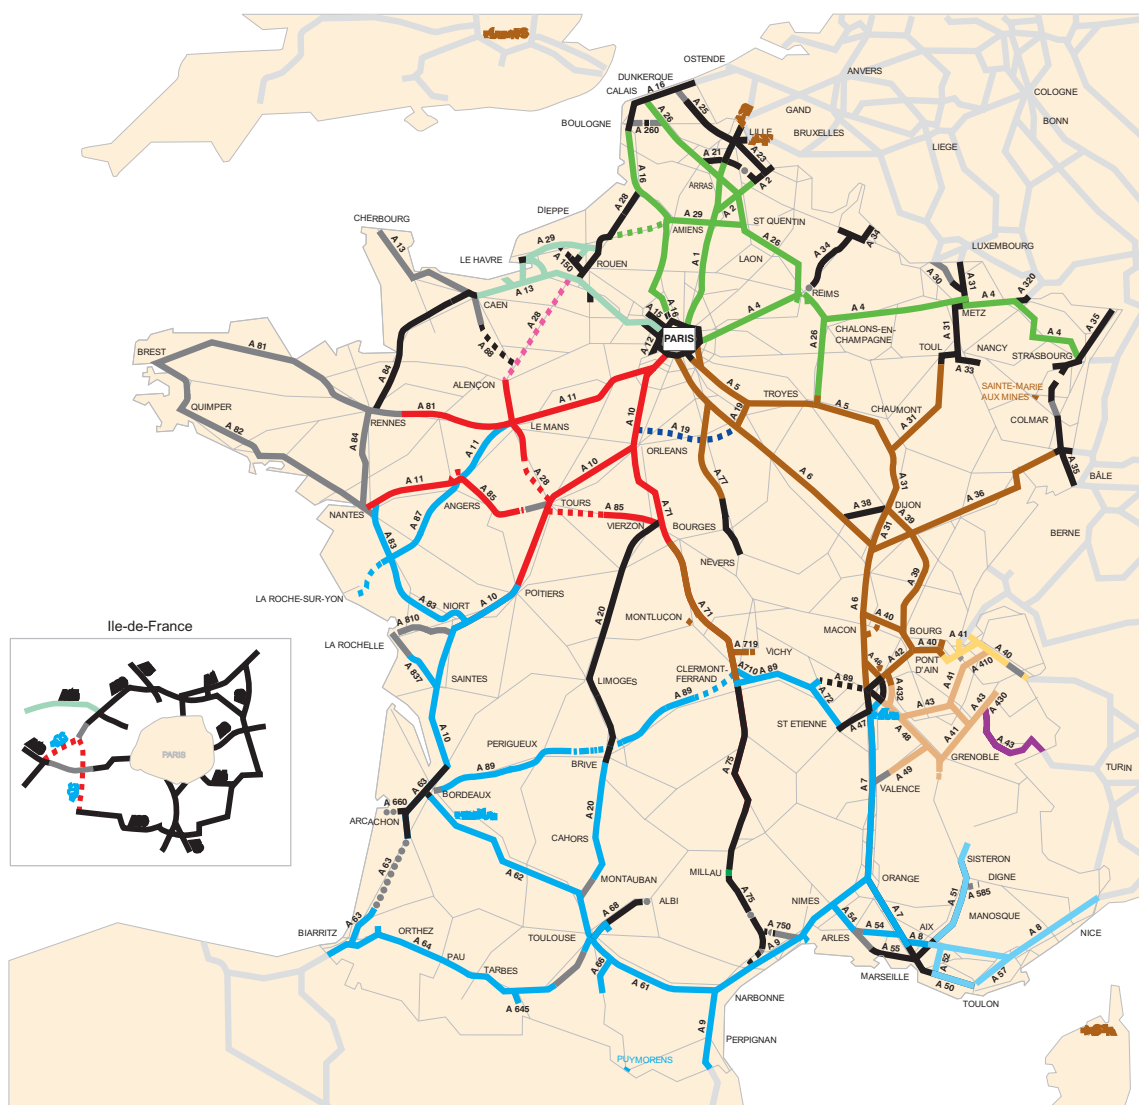 OSTENDE
DUNKERQUE
ANVERS
CALAIS
A 16
COLOGNE
A 25
GAND
A 26
BOULOGNE
BONN
A 260
LILLE
BRUXELLES
LIEGE
A 21
A 23
A 16
ARRAS
A 2
A 28
A 2
DIEPPE
A 29
ST QUENTIN
CHERBOURG
AMIENS
A 34
A 34
A 13
A 29
A 26
LUXEMBOURG
LE HAVRE
A 150
ROUEN
A 1
LAON
A 30
A 31
A 320
A 13
REIMS
CAEN
A 16
A 15
A 4
A 4
A 4
METZ
A 28
A 35
PARIS
CHALONS-EN-
CHAMPAGNE
A 31
A 4
A 88
A 12
A 26
TOUL
NANCY
BREST
A 81
STRASBOURG
A 33
A 84
ALENÇON
A 5
SAINTE-MARIE
AUX MINES
TROYES
A 11
QUIMPER
A 81
A 10
A 19
A 5
CHAUMONT
COLMAR
RENNES
LE MANS
A 19
A 31
A 82
A 84
A 11
ORLEANS
A 35
BÂLE
A 10
A 6
A 31
A 11
A 28
A 77
A 36
A 85
ANGERS
TOURS
A 38
DIJON
NANTES
A 87
A 85
A 71
A 39
VIERZON
BOURGES
A 31
BERNE
A 83
NEVERS
A 39
LA ROCHE-SUR-YON
POITIERS
A 83
NIORT
A 10
A 20
A 71
A 6
A 40
Ile-de-France
A 810
MONTLUÇON
MACON
BOURG
A 41
LA ROCHELLE
A 719
VICHY
A 40
A 42
PONT
D'AIN
A 40
A 410
A 46
CLERMONT-
FERRAND
A710
A 89
A 837
SAINTES
LIMOGES
A 89
A 89
A 72
A 432
A 41
A 43
A 430
TURIN
A 43
ST ETIENNE
A 47
A 48
A 41
A 43
A 10
PERIGUEUX
GRENOBLE
PARIS
A 89
BRIVE
A 75
A 49
A 63
A 7
VALENCE
BORDEAUX
A 660
ARCACHON
A 20
CAHORS
A 63
A 62
MONTAUBAN
MILLAU
ORANGE
SISTERON
DIGNE
A 585
A 51
A 68
ALBI
A 75
NIMES
A 7
MANOSQUE
A 63
BIARRITZ
ORTHEZ
A 750
A 54
A 54
AIX
A 8
A 8
NICE
A 64
TOULOUSE
ARLES
A 9
A 55
PAU
A 66
A 52
MARSEILLE
A 57
TARBES
A 61
A 50
NARBONNE
TOULON
A 645
A 9
PERPIGNAN
PUYMORENS